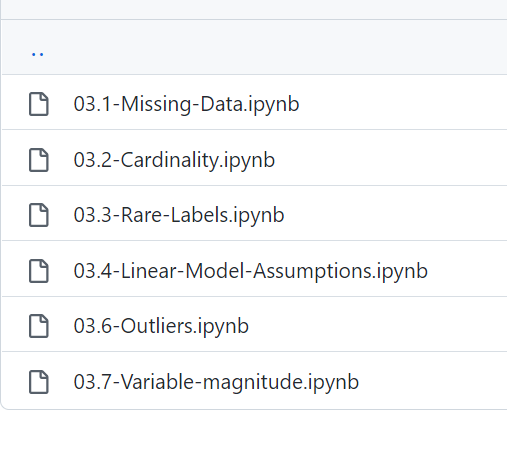 ..
03.1-Missing-Data.ipynb
03.2-Cardinality.ipynb
03.3-Rare-Labels.ipynb
03.4-Linear-Model-Assumptions.ipynb
03.6-Outliers.ipynb
03.7-Variable-magnitude.ipynb